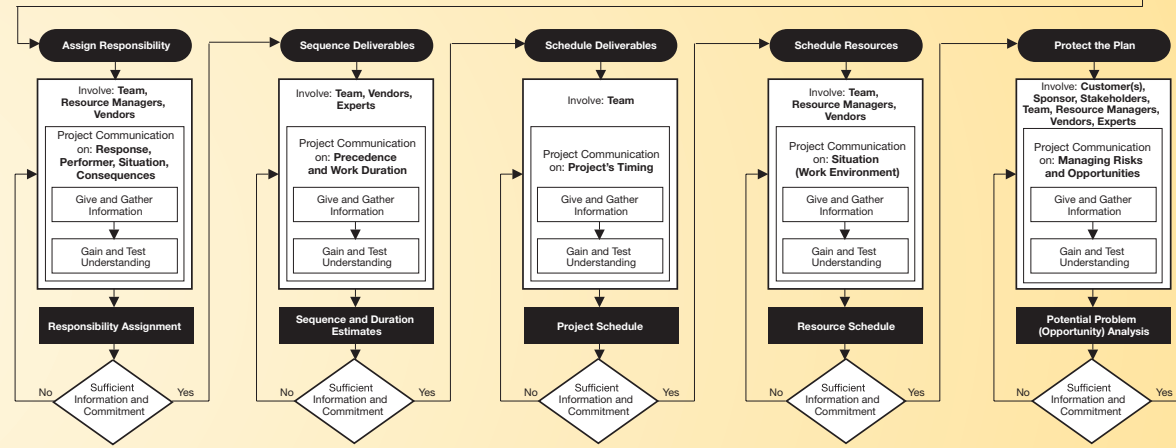 Assign Responsibility
Involve: Team,
Resource Managers,
Vendors
Project Communication
on: Response,
Performer, Situation,
Consequences
Give and Gather
Information
Gain and Test
Understanding
Responsibility Assignment
No
Sufficient
Information and
Commitment
Yes
Sequence Deliverables
Involve: Team, Vendors,
Experts
Project Communication
on: Precedence
and Work Duration
Give and Gather
Information
Gain and Test
Understanding
Sequence and Duration
Estimates
No
Sufficient
Information and
Commitment
Yes
Schedule Deliverables
Involve: Team
Project Communication
on: Project's Timing
Give and Gather
Information
Gain and Test
Understanding
Project Schedule
No
Sufficient
Information and
Commitment
Yes
Schedule Resources
Involve: Team,
Resource Managers,
Vendors
Project Communication
on: Situation
(Work Environment)
Give and Gather
Information
Gain and Test
Understanding
Resource Schedule
No
Sufficient
Information and
Commitment
Yes
Protect the Plan
Involve: Customer(s),
Sponsor, Stakeholders,
Team, Resource Managers,
Vendors, Experts
Project Communication
on: Managing Risks
and Opportunities
Give and Gather
Information
Gain and Test
Understanding
Potential Problem
(Opportunity) Analysis
No
Sufficient
Information and
Commitment
Yes